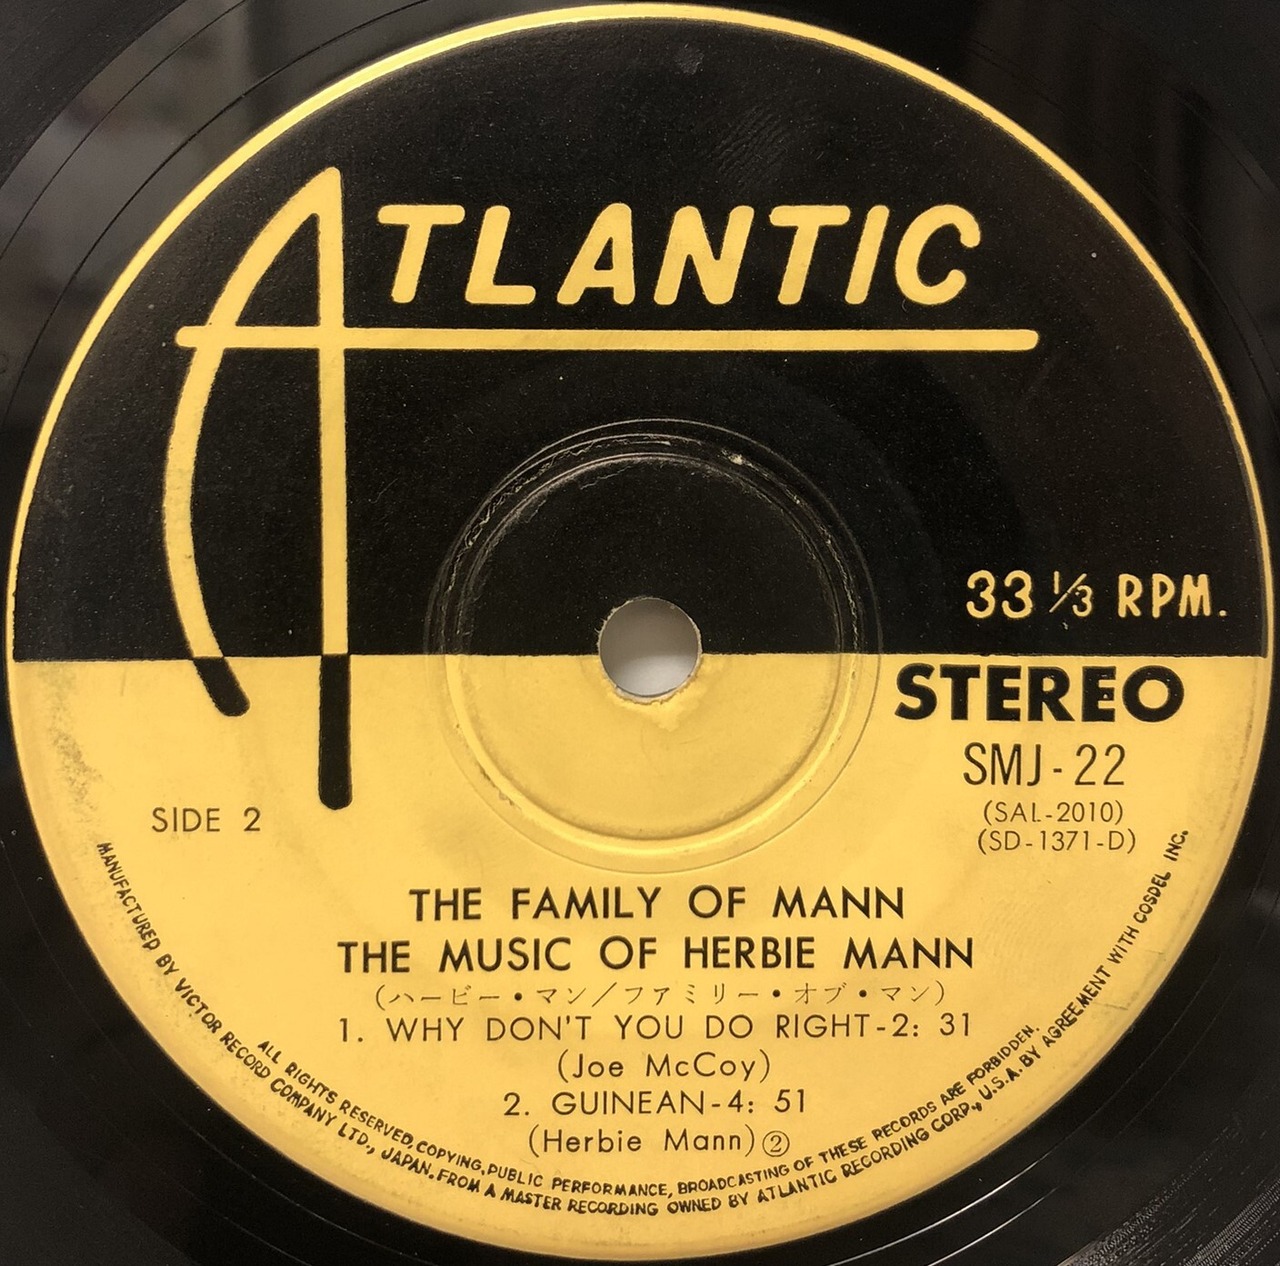 ATLANTIC
33 1/3 RPM.
STEREO
SMJ-22
(SAL-2010)
(SD-1371-D)
SIDE 2
THE FAMILY OF MANN
THE MUSIC OF HERBIE MANN
(ハービー・マン/ファミリー・オブ・マン)
1. WHY DON'T YOU DO RIGHT-2: 31
(Joe McCoy)
2. GUINEAN-4: 51
(Herbie Mann)②
ALL RIGHTS RESERVED, COPYING, PUBLIC PERFORMANCE, BROADCASTING OF THESE RECORDS ARE FORBIDDEN.
MANUFACTURED BY VICTOR RECORD COMPANY LTD., JAPAN. FROM A MASTER RECORDING OWNED BY ATLANTIC RECORDING CORP., U.S.A. BY AGREEMENT WITH COSDEL INC.